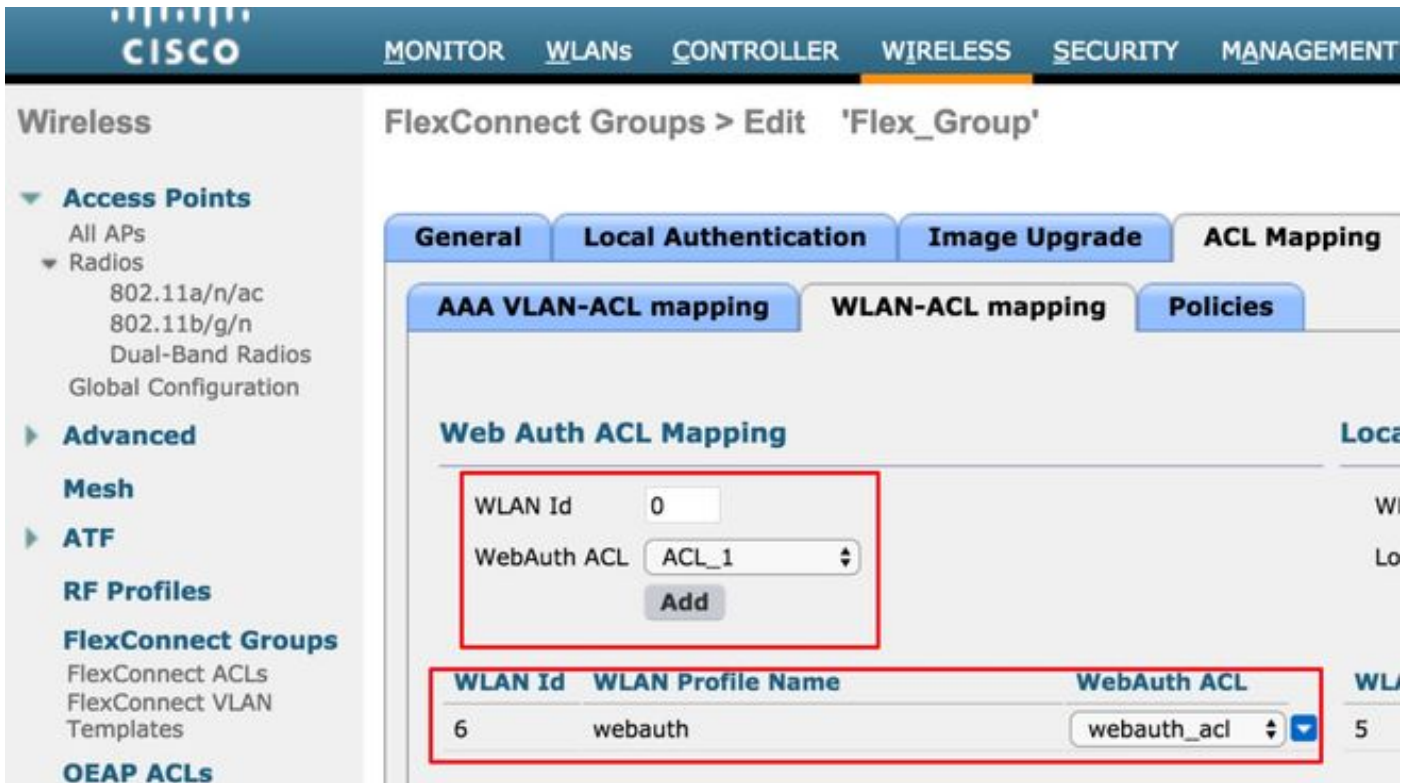 CISCO
MONITOR WLANs CONTROLLER WIRELESS SECURITY MANAGEMENT
Wireless
Access Points
All APs
Radios
802.11a/n/ac
802.11b/g/n
Dual-Band Radios
Global Configuration
Advanced
Mesh
ATF
RF Profiles
FlexConnect Groups
FlexConnect ACLs
FlexConnect VLAN
Templates
OEAP ACLs
FlexConnect Groups > Edit 'Flex_Group'
General Local Authentication Image Upgrade ACL Mapping
AAA VLAN-ACL mapping WLAN-ACL mapping Policies
Web Auth ACL Mapping
WLAN Id 0
WebAuth ACL ACL_1
Add
WLAN Id WLAN Profile Name WebAuth ACL
6 webauth webauth_acl 5